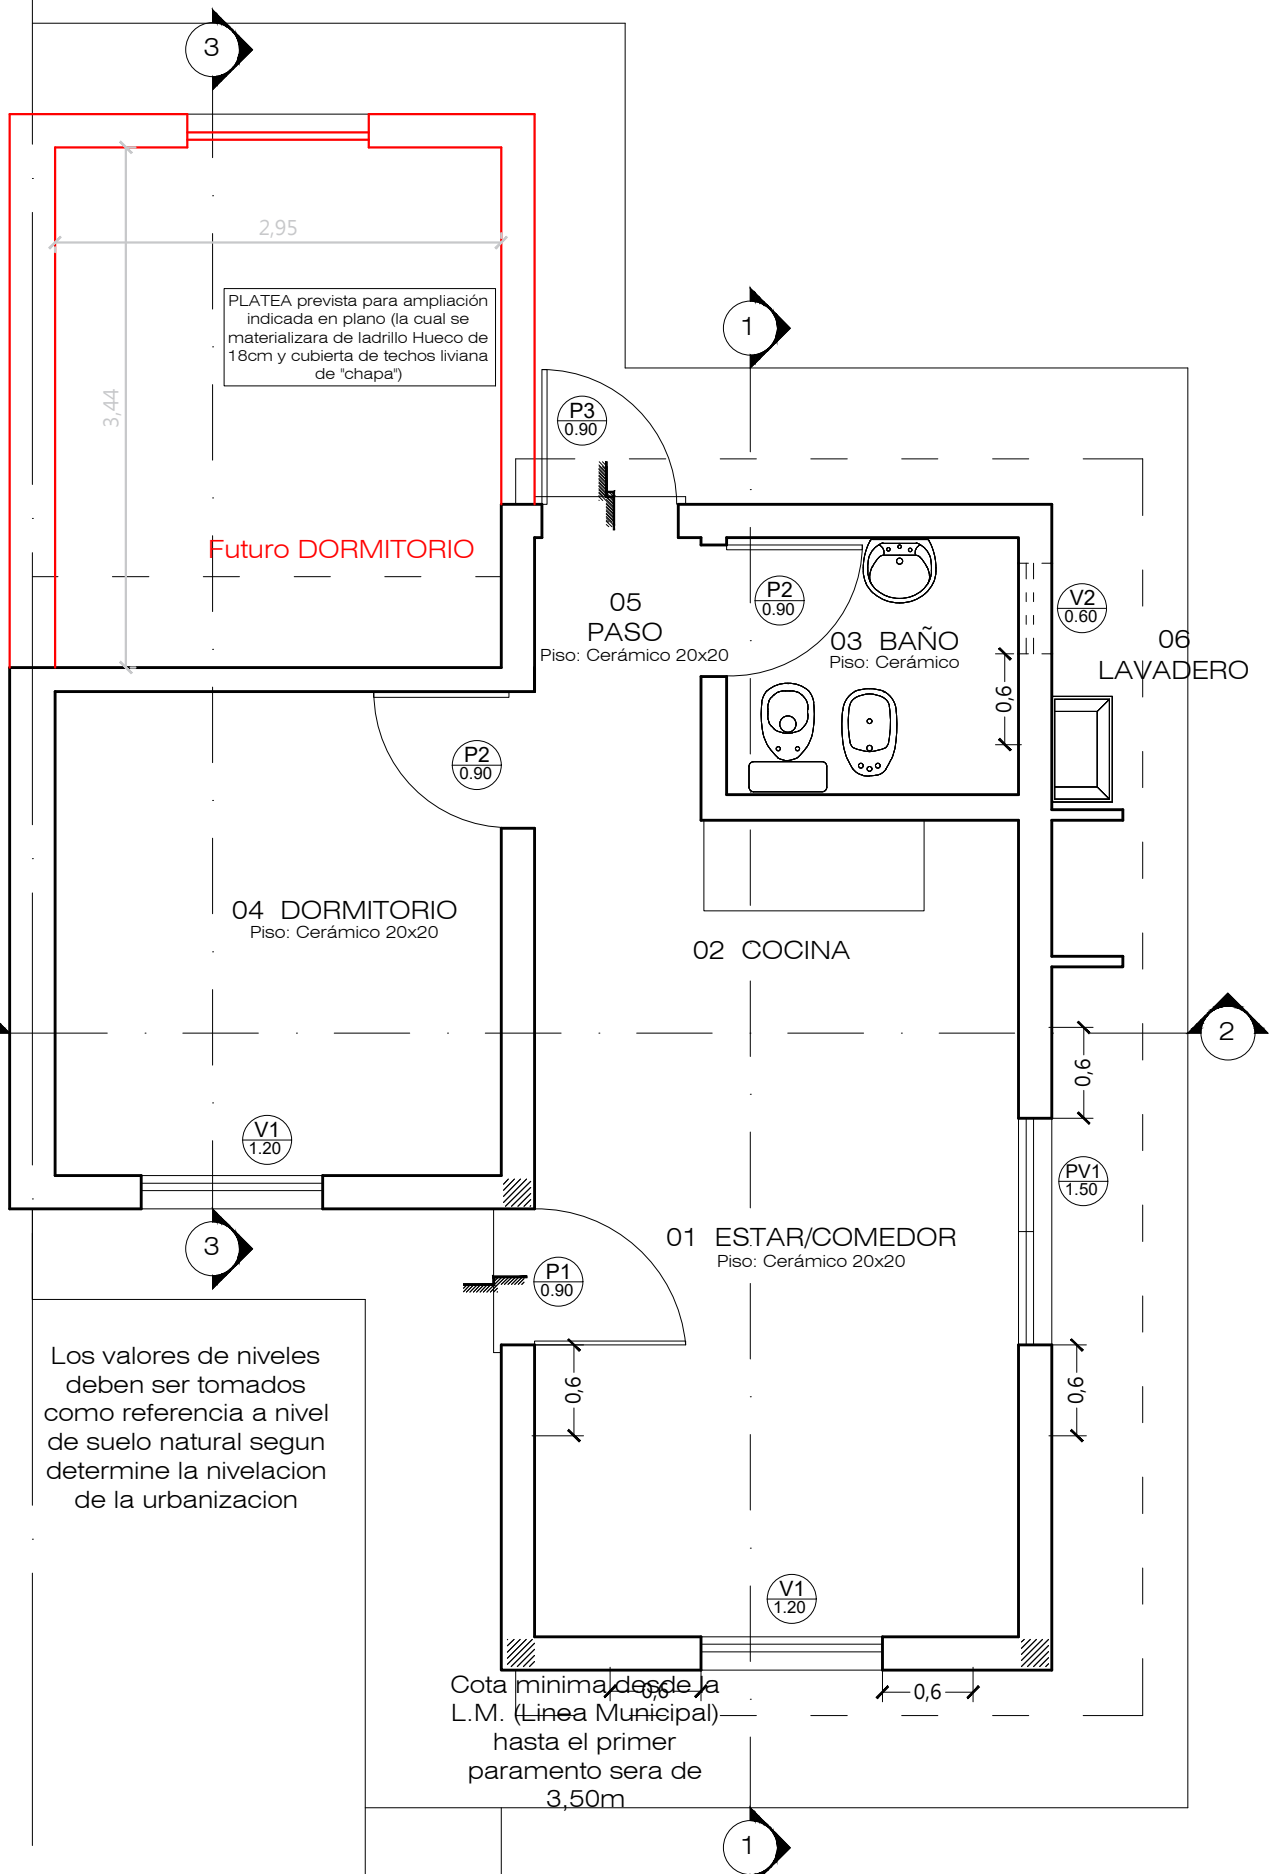 3
2,95
PLATEA prevista para ampliación
indicada en plano (la cual se
materializara de ladrillo Hueco de
18cm y cubierta de techos liviana
de "chapa")
1
3,44
P3
0.90
Futuro DORMITORIO
05
PASO
Piso: Cerámico 20x20
P2
0.90
03 BAÑO
Piso: Cerámico
V2
0.60
06
LAVADERO
0,6
P2
0.90
04 DORMITORIO
Piso: Cerámico 20x20
02 COCINA
2
0,6
V1
1.20
PV1
1.50
3
01 ESTAR/COMEDOR
Piso: Cerámico 20x20
P1
0.90
Los valores de niveles
deben ser tomados
como referencia a nivel
de suelo natural segun
determine la nivelacion
de la urbanizacion
0,6
0,6
V1
1.20
0,6
0,6
Cota minima desde la
L.M. (Linea Municipal)
hasta el primer
paramento sera de
3,50m
1